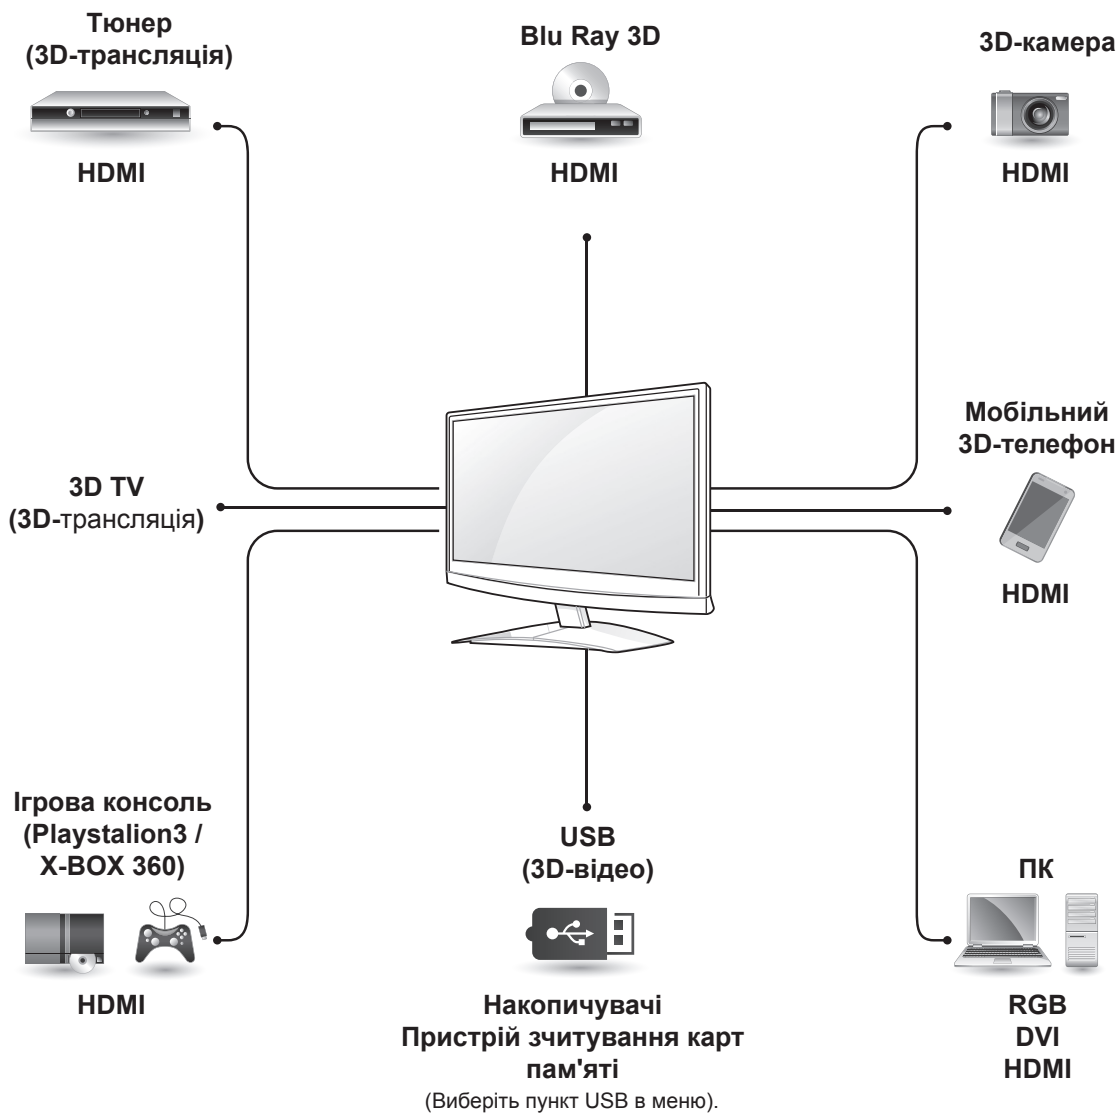 Тюнер
(3D-трансляція)
HDMI
Blu Ray 3D
HDMI
3D-камера
HDMI
3D TV
(3D-трансляція)
Мобільний
3D-телефон
HDMI
Ігрова консоль
(Playstalion3 /
X-BOX 360)
HDMI
USB
(3D-відео)
Накопичувачі
Пристрій зчитування карт
пам'яті
(Виберіть пункт USB в меню).
ПК
RGB
DVI
HDMI